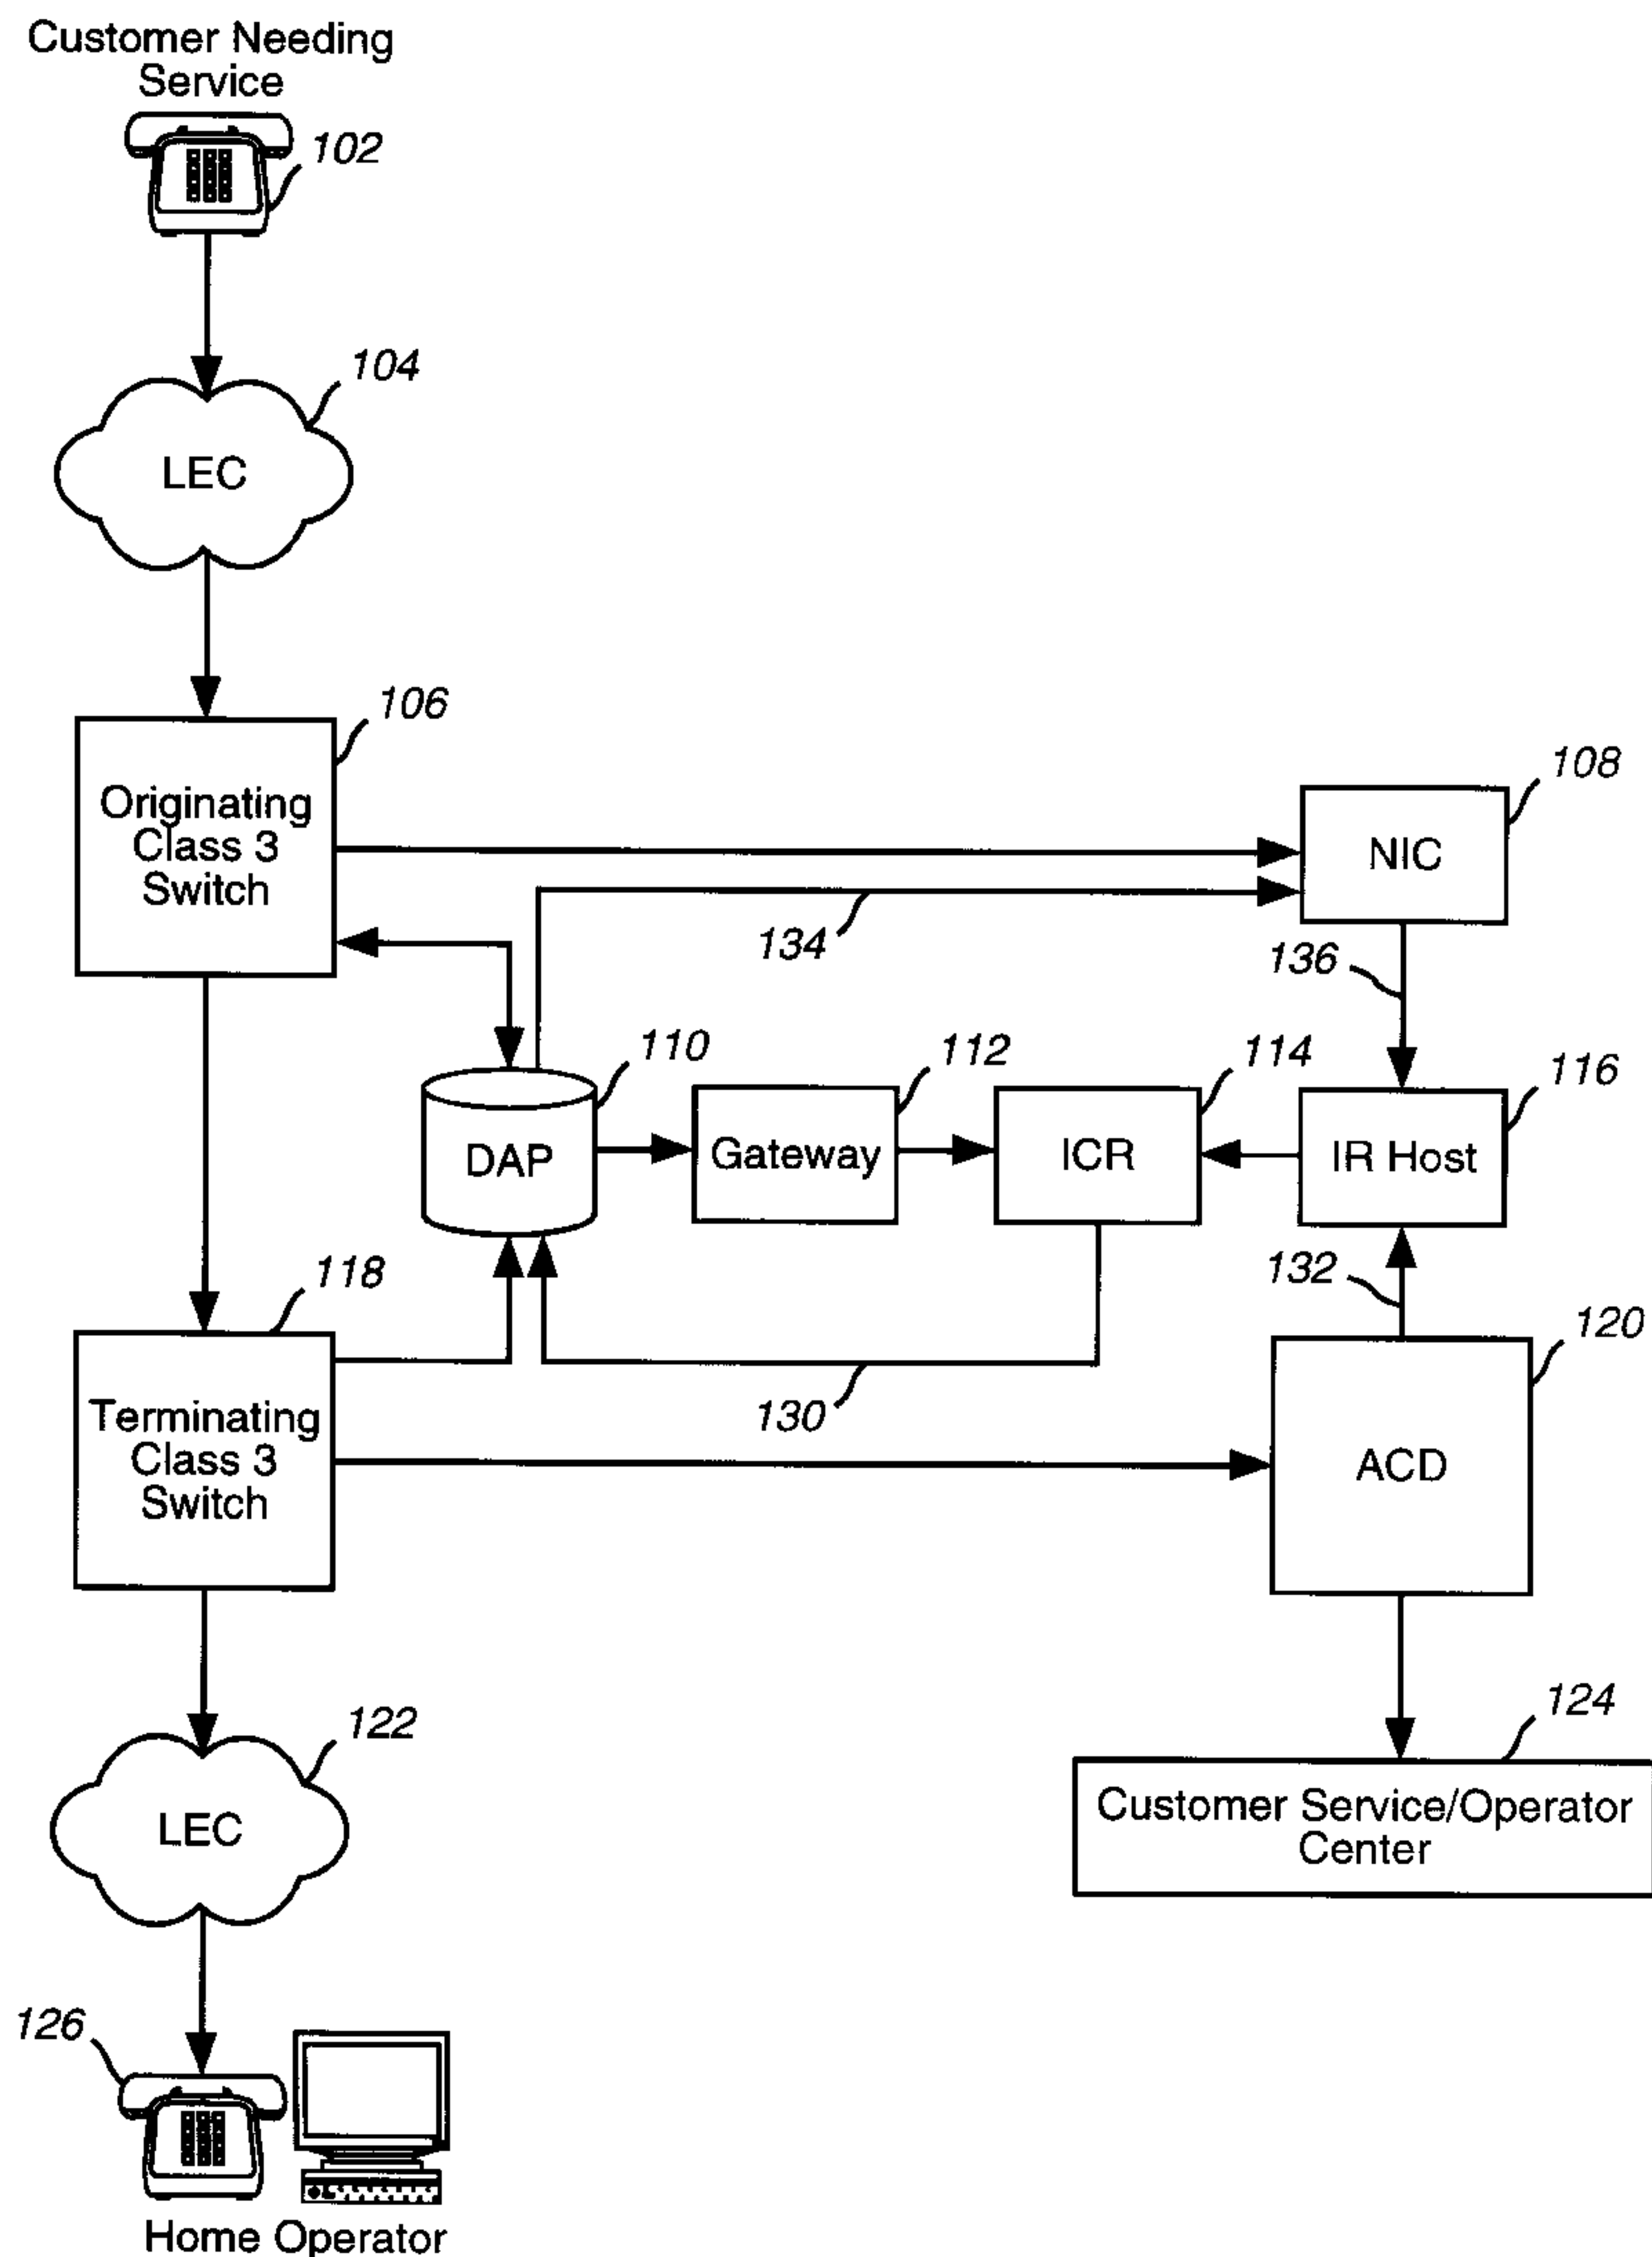 Customer Needing
Service
102
104
LEC
106
Originating
Class 3
Switch
108
NIC
134
136
110
112
114
116
DAP
Gateway
ICR
IR Host
118
132
120
130
Terminating
Class 3
Switch
ACD
122
124
LEC
Customer Service/Operator
Center
126
Home Operator